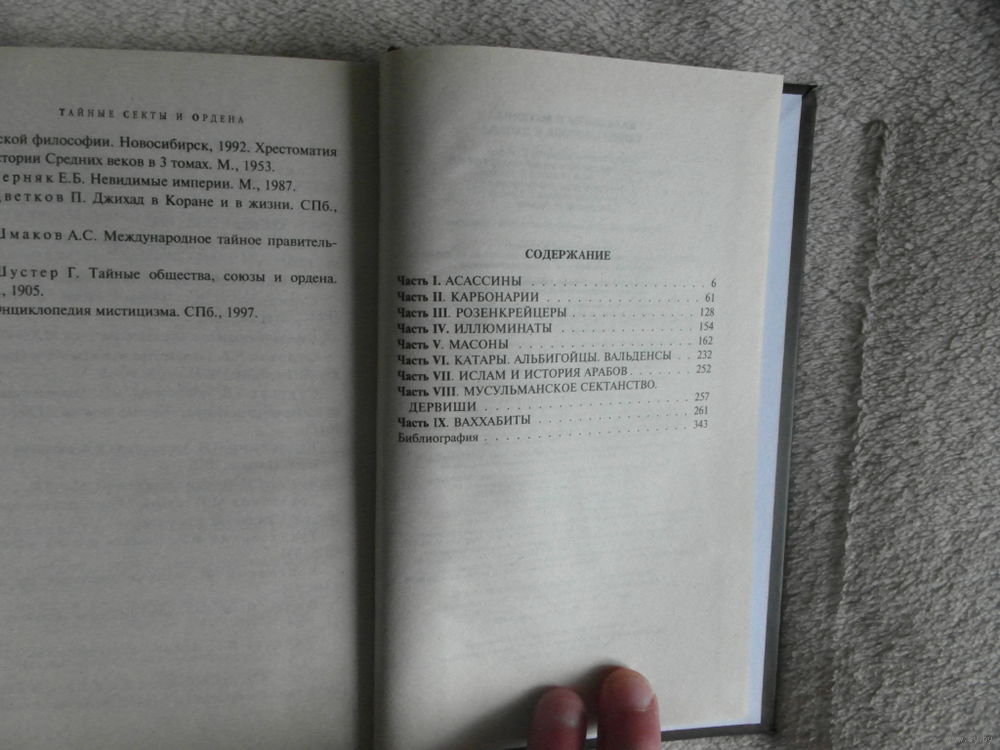 ТАЙНЫЕ СЕКТЫ И ОРДЕНА
ской философии. Новосибирск, 1992. Хрестоматия
стории Средних веков в 3 томах. М., 1953.
ерняк Е.Б. Невидимые империи. М., 1987.
ветков П. Джихад в Коране и в жизни. СПб.,
Шмаков А.С. Международное тайное правитель-
Шустер Г. Тайные общества, союзы и ордена.
., 1905.
Энциклопедия мистицизма. СПб., 1997.
СОДЕРЖАНИЕ
Часть I. АСАССИНЫ . . . . . . . . . . . . . . . . 6
Часть II. КАРБОНАРИИ . . . . . . . . . . . . . . 61
Часть III. РОЗЕНКРЕЙЦЕРЫ . . . . . . . . . . . . 128
Часть IV. ИЛЛЮМИНАТЫ . . . . . . . . . . . . . 154
Часть V. МАСОНЫ . . . . . . . . . . . . . . . . 162
Часть VI. КАТАРЫ. АЛЬБИГОЙЦЫ. ВАЛЬДЕНСЫ . . 232
Часть VII. ИСЛАМ И ИСТОРИЯ АРАБОВ . . . . . . . 252
Часть VIII. МУСУЛЬМАНСКОЕ СЕКТАНСТВО.
ДЕРВИШИ . . . . . . . . . . . . . . . . . . 257
Часть IX. ВАХХАБИТЫ . . . . . . . . . . . . . . 261
Библиография . . . . . . . . . . . . . . . . . . 343